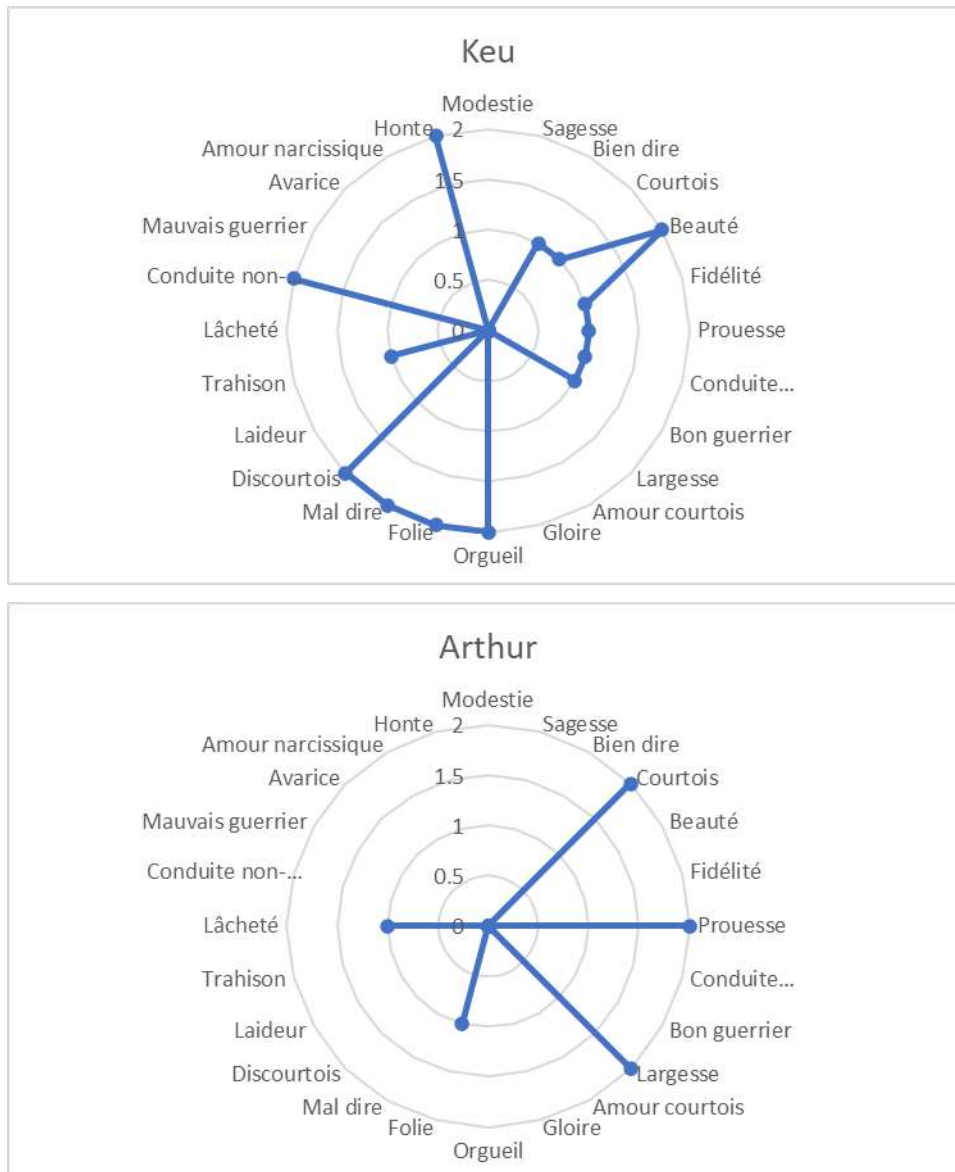 Keu
Modestie
Honte
Sagesse
Amour narcissique
Bien dire
Avarice
Courtois
Mauvais guerrier
Beauté
Conduite non-...
Fidélité
Lâcheté
Prouesse
Trahison
Conduite...
Laideur
Bon guerrier
Discourtois
Largesse
Mal dire
Amour courtois
Folie
Gloire
Orgueil
2
1.5
1
0.5
0
Arthur
Modestie
Honte
Sagesse
Amour narcissique
Bien dire
Avarice
Courtois
Mauvais guerrier
Beauté
Conduite non-...
Fidélité
Lâcheté
Prouesse
Trahison
Conduite...
Laideur
Bon guerrier
Discourtois
Largesse
Mal dire
Amour courtois
Folie
Gloire
Orgueil
2
1.5
1
0.5
0